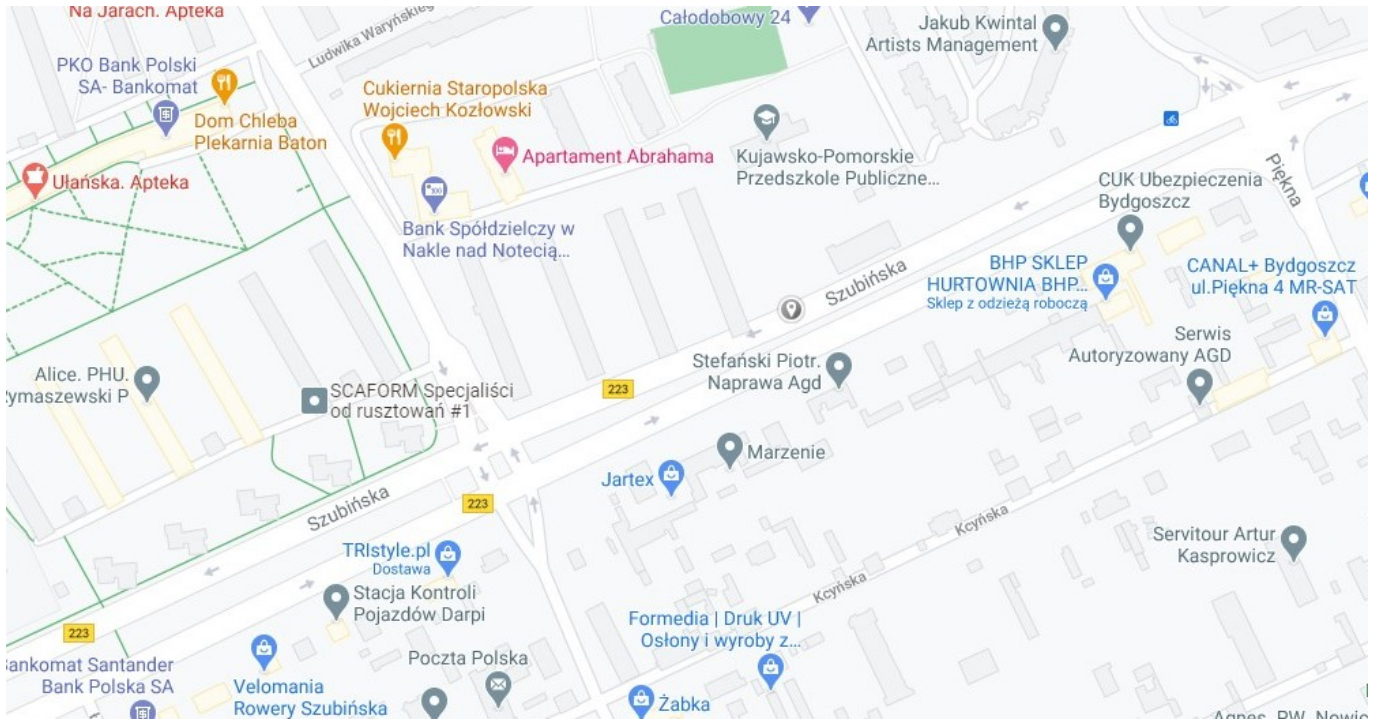 Na Jarach. Apteka
Ludwika Waryńskiego
Całodobowy 24
Jakub Kwintal
Artists Management
PKO Bank Polski
SA- Bankomat
Dom Chleba
Plekarnia Baton
Cukiernia Staropolska
Wojciech Kozłowski
Apartament Abrahama
Kujawsko-Pomorskie
Przedszkole Publiczne...
Piękna
Ułańska. Apteka
CUK Ubezpieczenia
Bydgoszcz
Bank Spółdzielczy w
Nakle nad Notecią...
BHP SKLEP
HURTOWNIA BHP...
Sklep z odzieżą roboczą
CANAL+ Bydgoszcz
ul.Piękna 4 MR-SAT
Szubińska
Serwis
Autoryzowany AGD
Stefański Piotr.
Naprawa Agd
Alice. PHU.
Rymaszewski P
SCAFORM Specjaliści
od rusztowań #1
223
Marzenie
Jartex
Szubińska
223
Kcyńska
Servitour Artur
Kasprowicz
TRIstyle.pl
Dostawa
Stacja Kontroli
Pojazdów Darpi
Kcyńska
Formedia | Druk UV |
Osłony i wyroby z...
223
Poczta Polska
Bankomat Santander
Bank Polska SA
Velomania
Rowery Szubińska
Żabka